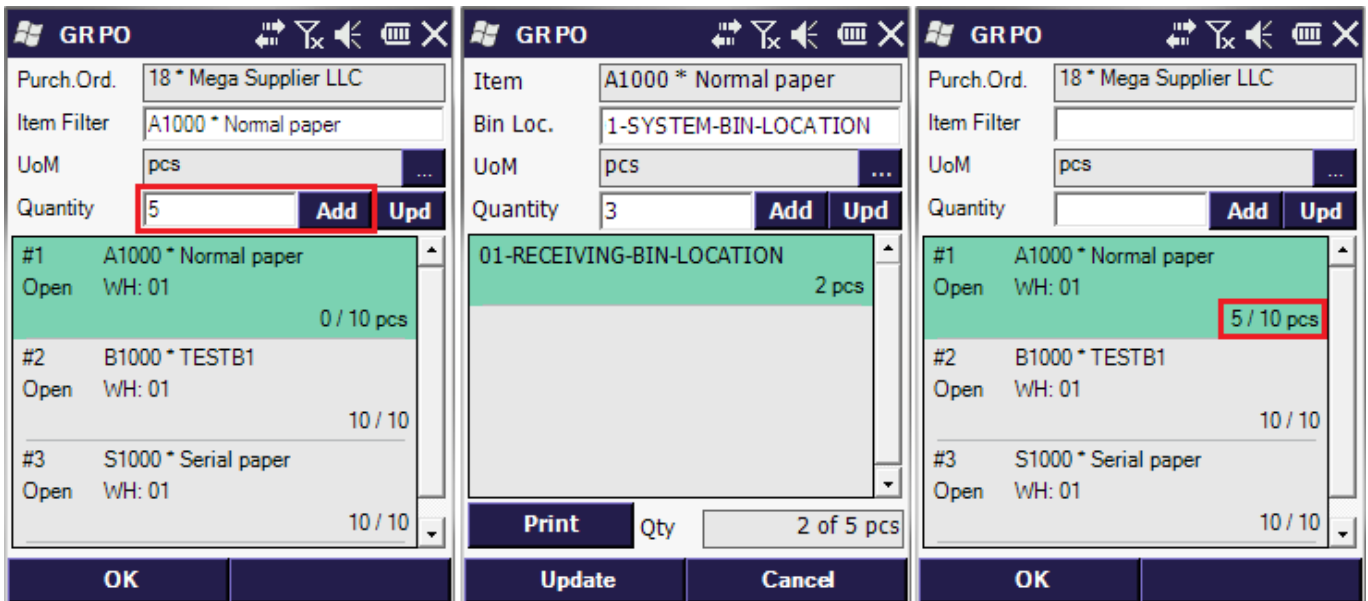 GR PO
Purch.Ord. 18 * Mega Supplier LLC
Item Filter A1000 * Normal paper
UoM pcs ...
Quantity 5 Add Upd
#1 A1000 * Normal paper
Open WH: 01
0 / 10 pcs
#2 B1000 * TESTB1
Open WH: 01
10 / 10
#3 S1000 * Serial paper
Open WH: 01
10 / 10
OK
GR PO
Item A1000 * Normal paper
Bin Loc. 1-SYSTEM-BIN-LOCATION
UoM pcs ...
Quantity 3 Add Upd
01-RECEIVING-BIN-LOCATION
2 pcs
Print Qty 2 of 5 pcs
Update Cancel
GR PO
Purch.Ord. 18 * Mega Supplier LLC
Item Filter
UoM pcs ...
Quantity Add Upd
#1 A1000 * Normal paper
Open WH: 01
5 / 10 pcs
#2 B1000 * TESTB1
Open WH: 01
10 / 10
#3 S1000 * Serial paper
Open WH: 01
10 / 10
OK